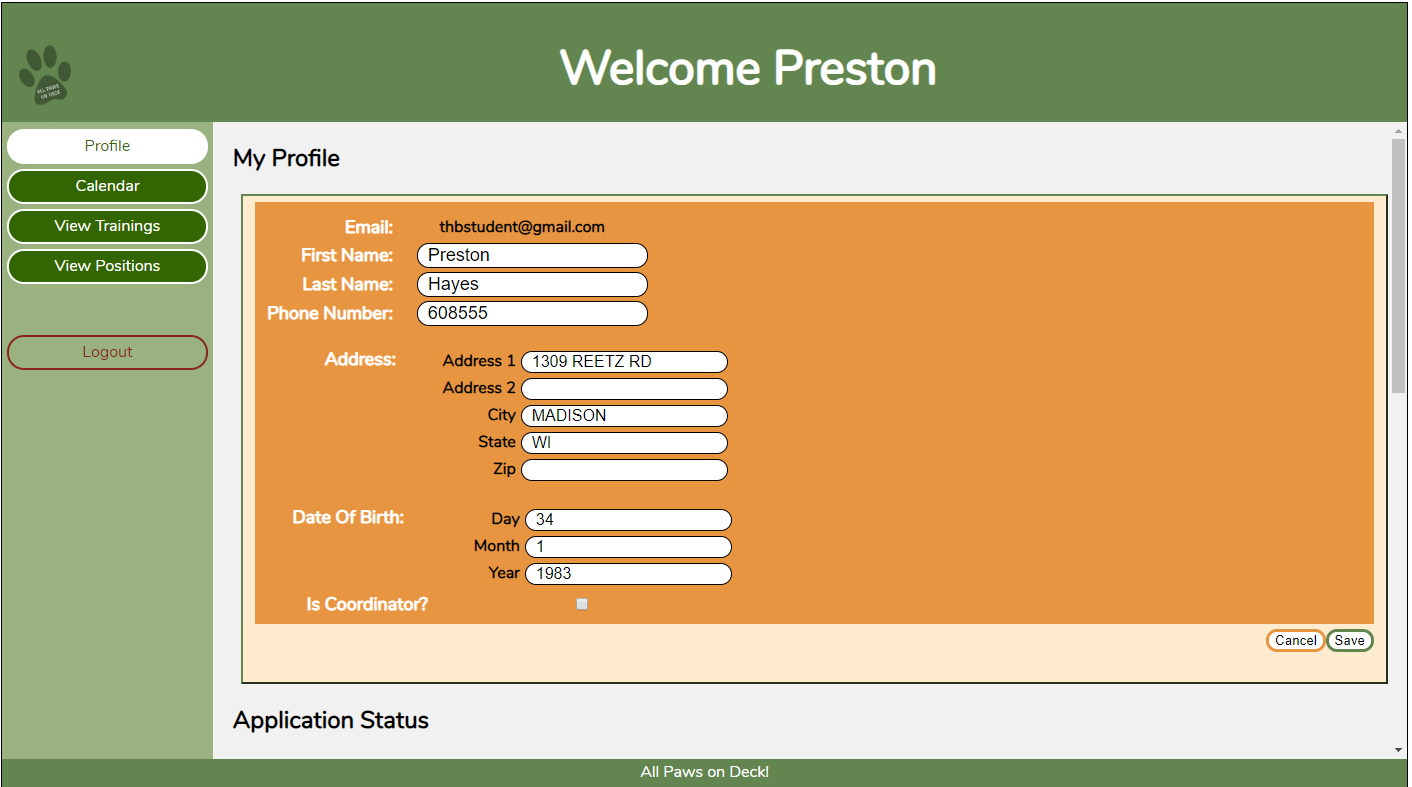 Welcome Preston
ALL PAWS
ON DECK
Profile
Calendar
View Trainings
View Positions
Logout
My Profile
Email: thbstudent@gmail.com
First Name: Preston
Last Name: Hayes
Phone Number: 608555
Address: Address 1 1309 REETZ RD
Address 2
City MADISON
State WI
Zip
Date Of Birth: Day 34
Month 1
Year 1983
Is Coordinator?
Cancel Save
Application Status
All Paws on Deck!